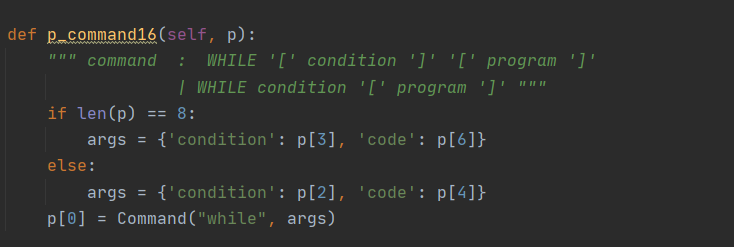 def p_command16(self, p):
    """ command  :  WHILE '[' condition ']' '[' program ']'
                 | WHILE condition '[' program ']' """
    if len(p) == 8:
        args = {'condition': p[3], 'code': p[6]}
    else:
        args = {'condition': p[2], 'code': p[4]}
    p[0] = Command("while", args)